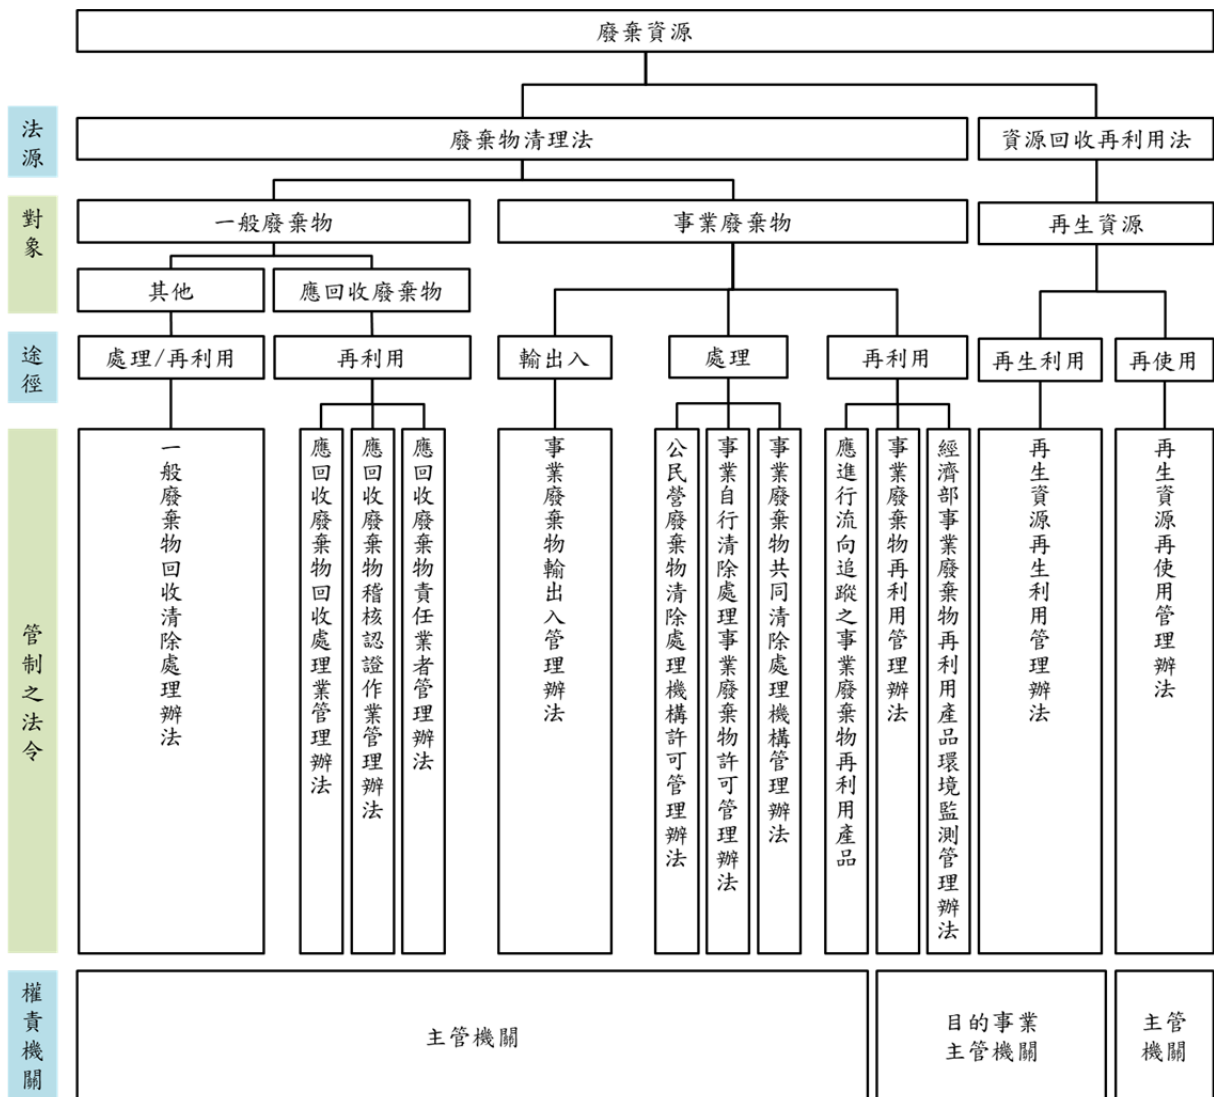 廢棄資源
法源
廢棄物清理法
資源回收再利用法
對象
一般廢棄物
事業廢棄物
再生資源
其他
應回收廢棄物
途徑
處理/再利用
再利用
輸出入
處理
再利用
再生利用
再使用
管制之法令
一般廢棄物回收清除處理辦法
應回收廢棄物回收處理業管理辦法
應回收廢棄物稽核認證作業管理辦法
應回收廢棄物責任業者管理辦法
事業廢棄物輸出入管理辦法
公民營廢棄物清除處理機構許可管理辦法
事業自行清除處理事業廢棄物許可管理辦法
事業廢棄物共同清除處理機構管理辦法
應進行流向追蹤之事業廢棄物再利用產品
事業廢棄物再利用管理辦法
經濟部事業廢棄物再利用產品環境監測管理辦法
再生資源再生利用管理辦法
再生資源再使用管理辦法
權責機關
主管機關
目的事業
主管機關
主管
機關